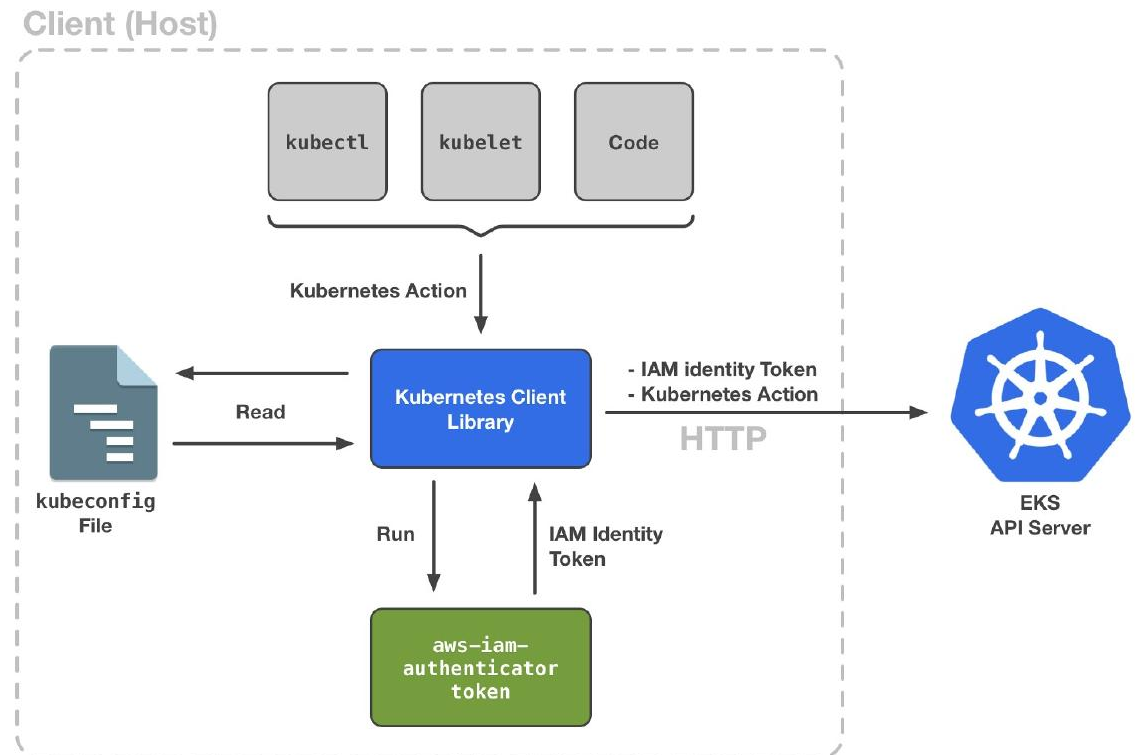 Client (Host)
kubectl
kubelet
Code
Kubernetes Action
Read
kubeconfig
File
Kubernetes Client
Library
- IAM identity Token
- Kubernetes Action
HTTP
EKS
API Server
Run
IAM Identity
Token
aws-iam-
authenticator
token